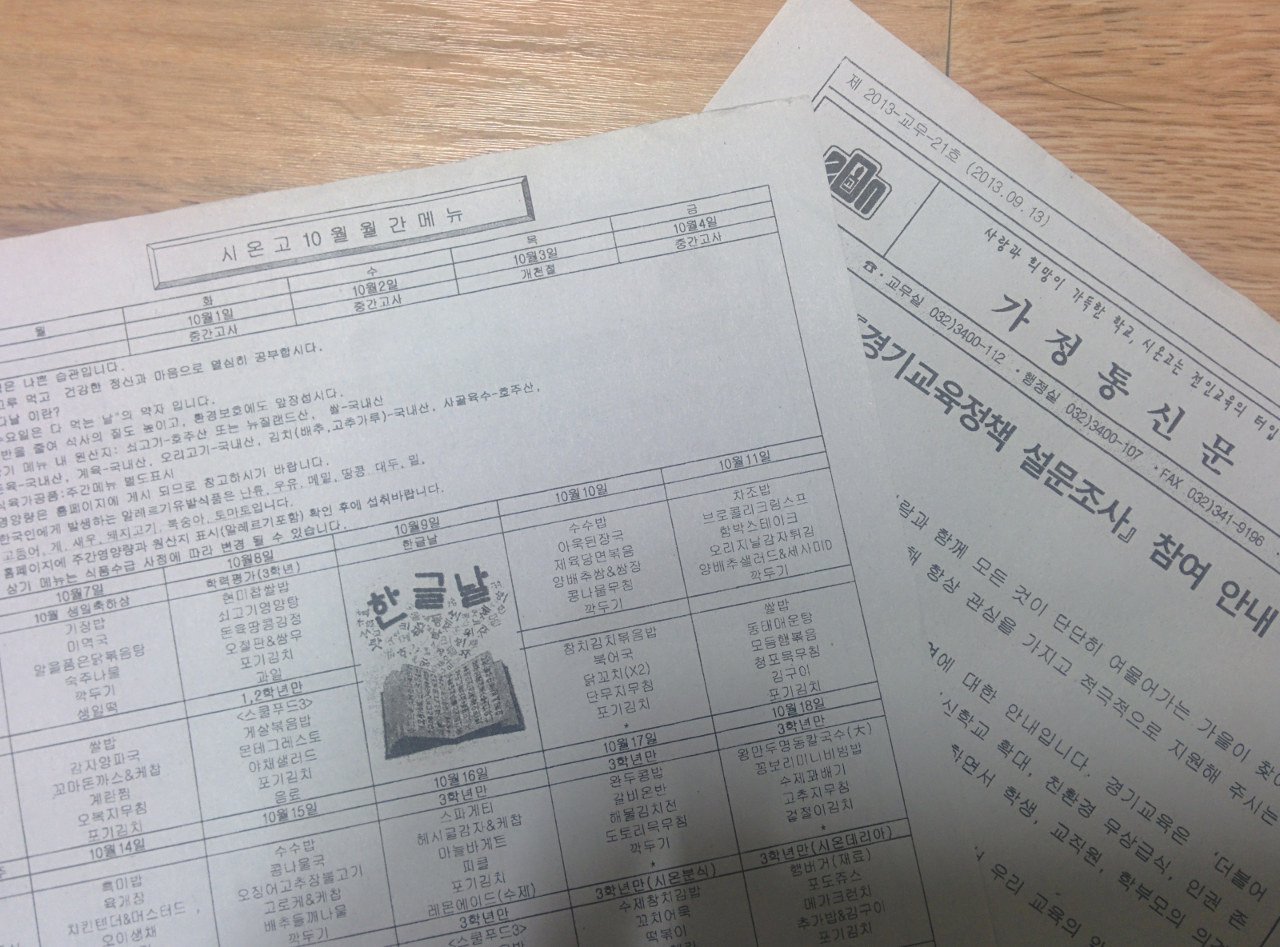 시온고 10월 월간메뉴
월 화 수 목 금
10월1일 10월2일 10월3일 10월4일
중간고사 중간고사 개천절 중간고사
은 나쁜 습관입니다.
먹고 건강한 정신과 마음으로 열심히 공부합시다.
다날 이란?
수요일은 다 먹는 날"의 약자 입니다.
반을 줄여 식사의 질도 높이고, 환경보호에도 앞장섭시다.
메뉴 내 원산지: 쇠고기-호주산 또는 뉴질랜드산, 쌀-국내산
육-국내산, 계육-국내산, 오리고기-국내산, 김치(배추,고추가루)-국내산, 사골육수-호주산,
식육가공품:주간메뉴 별도표시
영양량은 홈페이지에 게시 되므로 참고하시기 바랍니다.
한국인에게 발생하는 알레르기유발식품은 난류, 우유, 메밀, 땅콩, 대두, 밀,
고등어, 게, 새우, 돼지고기, 복숭아, 토마토입니다.
홈페이지에 주간영양량과 원산지 표시(알레르기포함) 확인 후에 섭취바랍니다.
상기 메뉴는 식품수급 사정에 따라 변경 될 수 있습니다.
10월7일
10월 생일축하상
기장밥
미역국
알을품은닭볶음탕
숙주나물
깍두기
생일떡
쌀밥
감자양파국
꼬마돈까스&케찹
계란찜
오복지무침
포기김치
10월8일
학력평가(3학년)
현미찹쌀밥
쇠고기영양탕
돈육땅콩강정
오절판&쌈무
포기김치
과일
1,2학년만
<스쿨푸드3>
게살볶음밥
몬테그레스토
야채샐러드
포기김치
음료
10월9일
한글날
한글날
10월10일
수수밥
아욱된장국
제육당면볶음
양배추쌈&쌈장
콩나물무침
깍두기
참치김치볶음밥
북어국
닭꼬치(X2)
단무지무침
포기김치
*
10월11일
차조밥
브로콜리크림스프
함박스테이크
오리지날감자튀김
양배추샐러드&세사미D
깍두기
쌀밥
동태매운탕
모듬햄볶음
청포묵무침
김구이
포기김치
10월14일
흑미밥
육개장
치킨텐더&머스터드
오이생채
10월15일
수수밥
콩나물국
오징어고추장불고기
고로케&케찹
배추들깨나물
깍두기
10월16일
3학년만
스파게티
헤시글감자&케찹
마늘바게트
피클
포기김치
레몬에이드(수제)
3학년만
<스쿨푸드3>
10월17일
3학년만
완두콩밥
갈비온반
해물김치전
도토리묵무침
깍두기
*
3학년만(시온분식)
수제참치김밥
꼬치어묵
떡볶이
10월18일
3학년만
왕만두명동칼국수(大)
꽁보리미니비빔밥
수제꽈배기
고추지무침
겉절이김치
*
3학년만(시온데리아)
햄버거(재료)
포도쥬스
메가크런치
추가밥&김구이
포기김치
제 2013-교무-21호 (2013.09.13)
사랑과 희망이 가득한 학교, 시온교는 전인교육의 터입
가 정 통 신 문
☎·교무실 032)3400-112 ·행정실 032)3400-107 ·FAX 032)341-9196
『경기교육정책 설문조사』 참여 안내
랑과 함께 모든 것이 단단히 여물어가는 가을이 찾아
해 항상 관심을 가지고 적극적으로 지원해 주시는
여에 대한 안내입니다. 경기교육은 '더불어
신학교 확대, 친환경 무상급식, 인권 존
하면서 학생, 교직원, 학부모의 의
우리 교육의